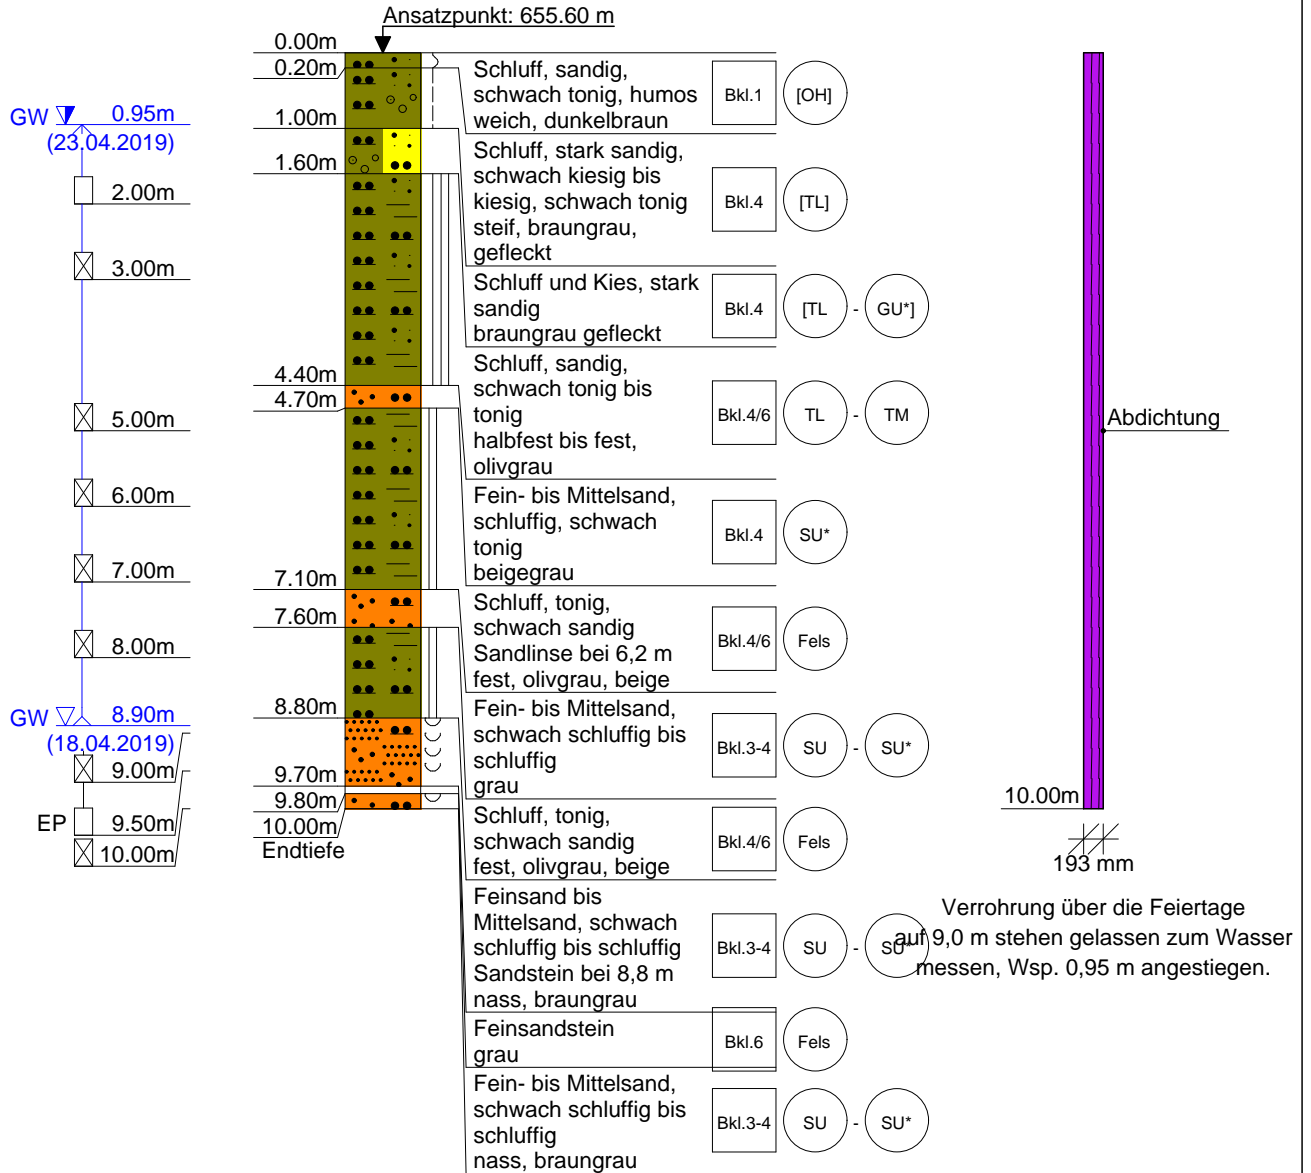 Ansatzpunkt: 655.60 m
0.00m
0.20m
1.00m
1.60m
4.40m
4.70m
7.10m
7.60m
8.80m
9.70m
9.80m
10.00m
Endtiefe
GW 0.95m
(23.04.2019)
2.00m
3.00m
5.00m
6.00m
7.00m
8.00m
GW 8.90m
(18.04.2019)
9.00m
EP 9.50m
10.00m
Schluff, sandig,
schwach tonig, humos
weich, dunkelbraun
Bkl.1 [OH]
Schluff, stark sandig,
schwach kiesig bis
kiesig, schwach tonig
steif, braungrau,
gefleckt
Bkl.4 [TL]
Schluff und Kies, stark
sandig
braungrau gefleckt
Bkl.4 [TL - GU*]
Schluff, sandig,
schwach tonig bis
tonig
halbfest bis fest,
olivgrau
Bkl.4/6 TL - TM
Fein- bis Mittelsand,
schluffig, schwach
tonig
beigegrau
Bkl.4 SU*
Schluff, tonig,
schwach sandig
Sandlinse bei 6,2 m
fest, olivgrau, beige
Bkl.4/6 Fels
Fein- bis Mittelsand,
schwach schluffig bis
schluffig
grau
Bkl.3-4 SU - SU*
Schluff, tonig,
schwach sandig
fest, olivgrau, beige
Bkl.4/6 Fels
Feinsand bis
Mittelsand, schwach
schluffig bis schluffig
Sandstein bei 8,8 m
nass, braungrau
Bkl.3-4 SU - SU*
Feinsandstein
grau
Bkl.6 Fels
Fein- bis Mittelsand,
schwach schluffig bis
schluffig
nass, braungrau
Bkl.3-4 SU - SU*
Abdichtung
10.00m
193 mm
Verrohrung über die Feiertage
auf 9,0 m stehen gelassen zum Wasser
messen, Wsp. 0,95 m angestiegen.